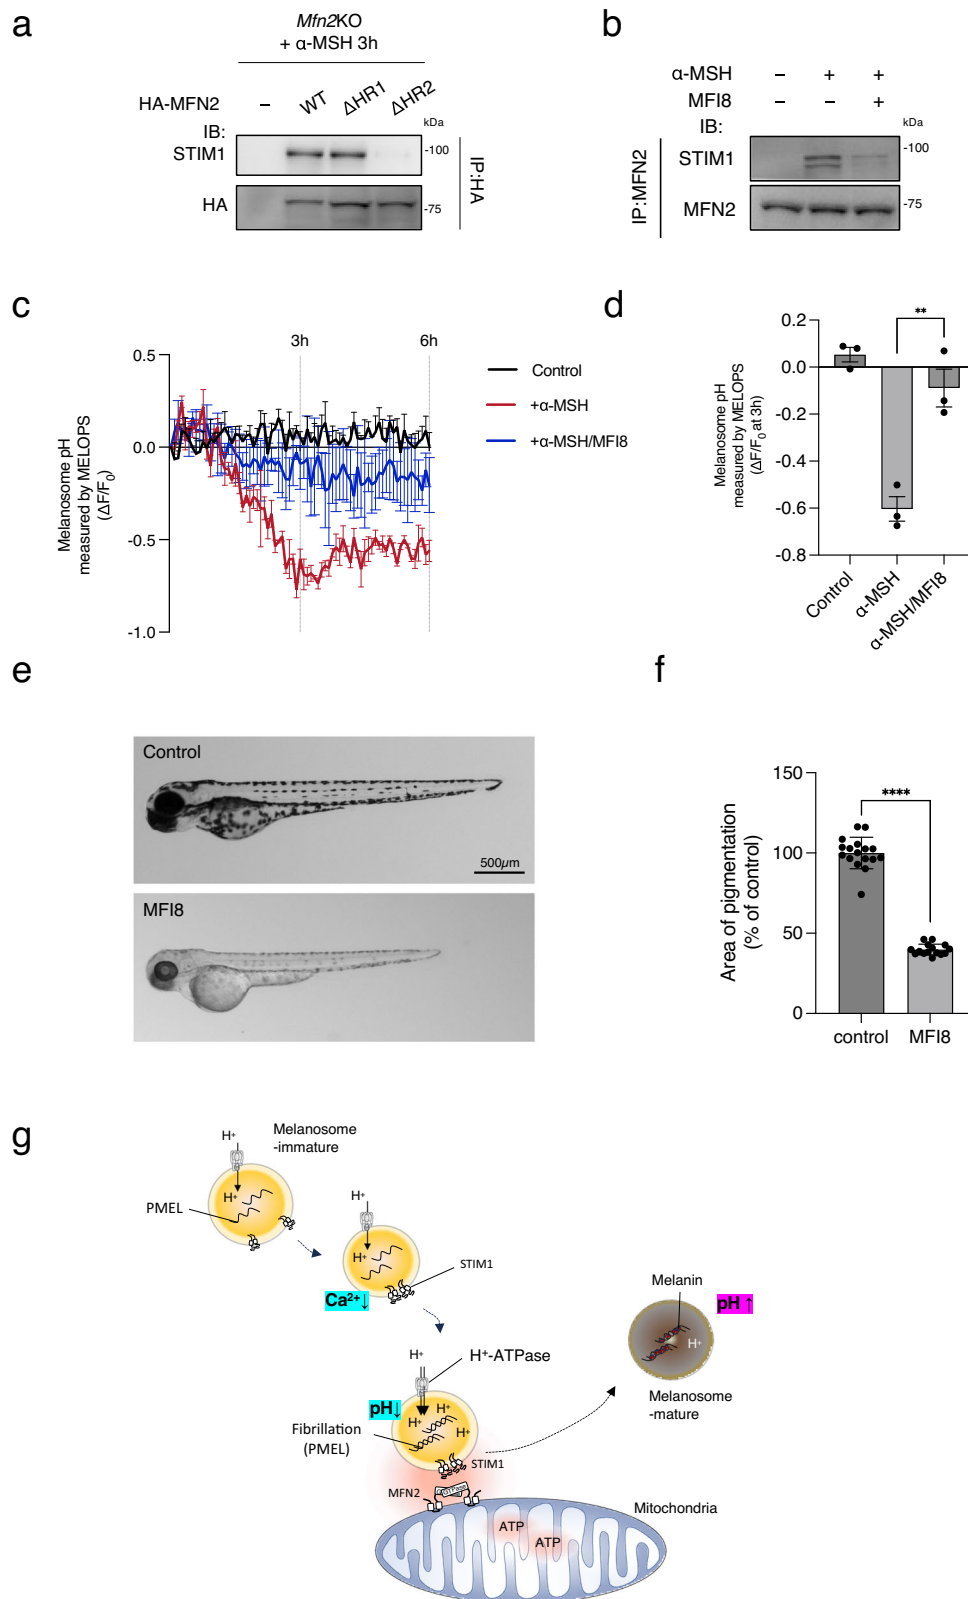 a
Mfn2KO
+ α-MSH 3h
HA-MFN2
–
WT
ΔHR1
ΔHR2
IB:
kDa
STIM1
-100
HA
-75
IP:HA
b
α-MSH – + +
MFI8 – – +
IB:
kDa
STIM1
-100
MFN2
-75
IP:MFN2
c
3h
6h
0.5
0.0
-0.5
-1.0
Melanosome pH
measured by MELOPS
(ΔF/F0)
Control
+α-MSH
+α-MSH/MFI8
d
0.2
0.0
-0.2
-0.4
-0.6
-0.8
Melanosome pH
measured by MELOPS
(ΔF/F0 at 3h)
**
Control
α-MSH
α-MSH/MFI8
e
Control
500µm
MFI8
f
150
100
50
0
Area of pigmentation
(% of control)
****
control
MFI8
g
H+
Melanosome
-immature
H+
PMEL
H+
H+
STIM1
Ca2+↓
Melanin
pH ↑
H+
H+
H+-ATPase
Melanosome
-mature
pH↓
H+
H+
H+
Fibrillation
(PMEL)
STIM1
MFN2
GTPase
Mitochondria
ATP
ATP